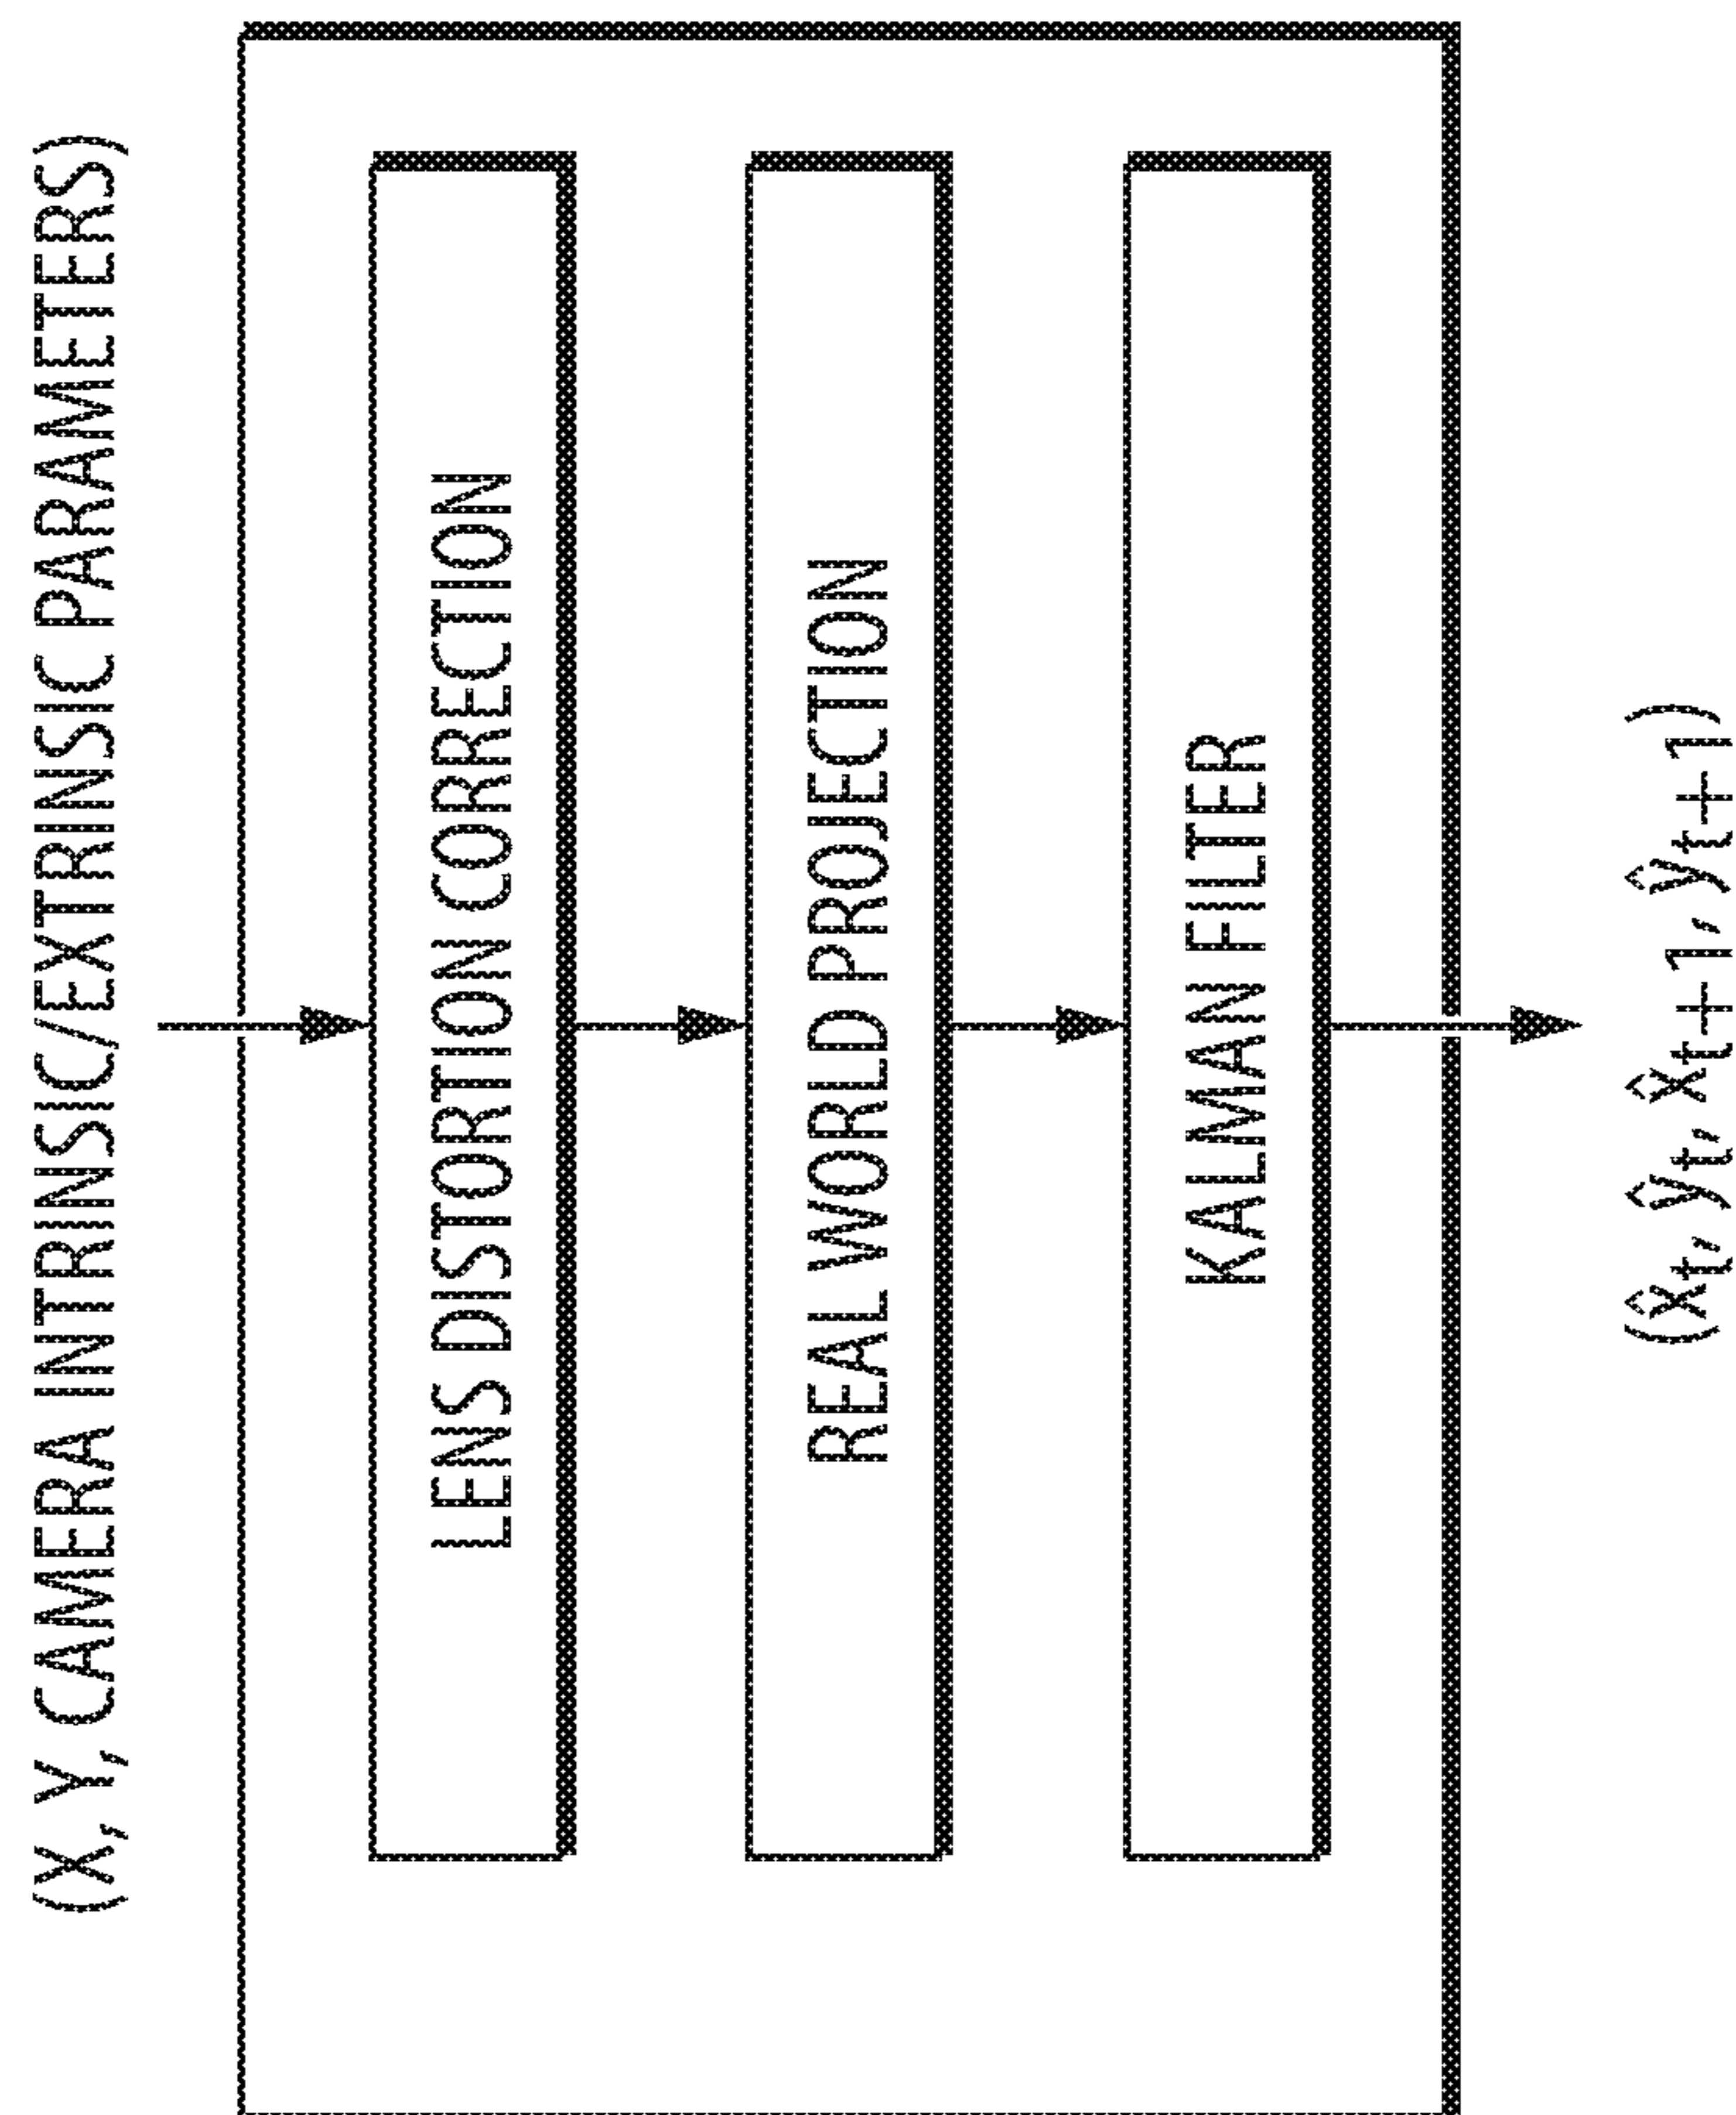 (X, Y, CAMERA INTRINSIC/EXTRINSIC PARAMETERS)
LENS DISTORTION CORRECTION
REAL WORLD PROJECTION
KALMAN FILTER
(x̂t, ŷt, x̂t+1, ŷt+1)